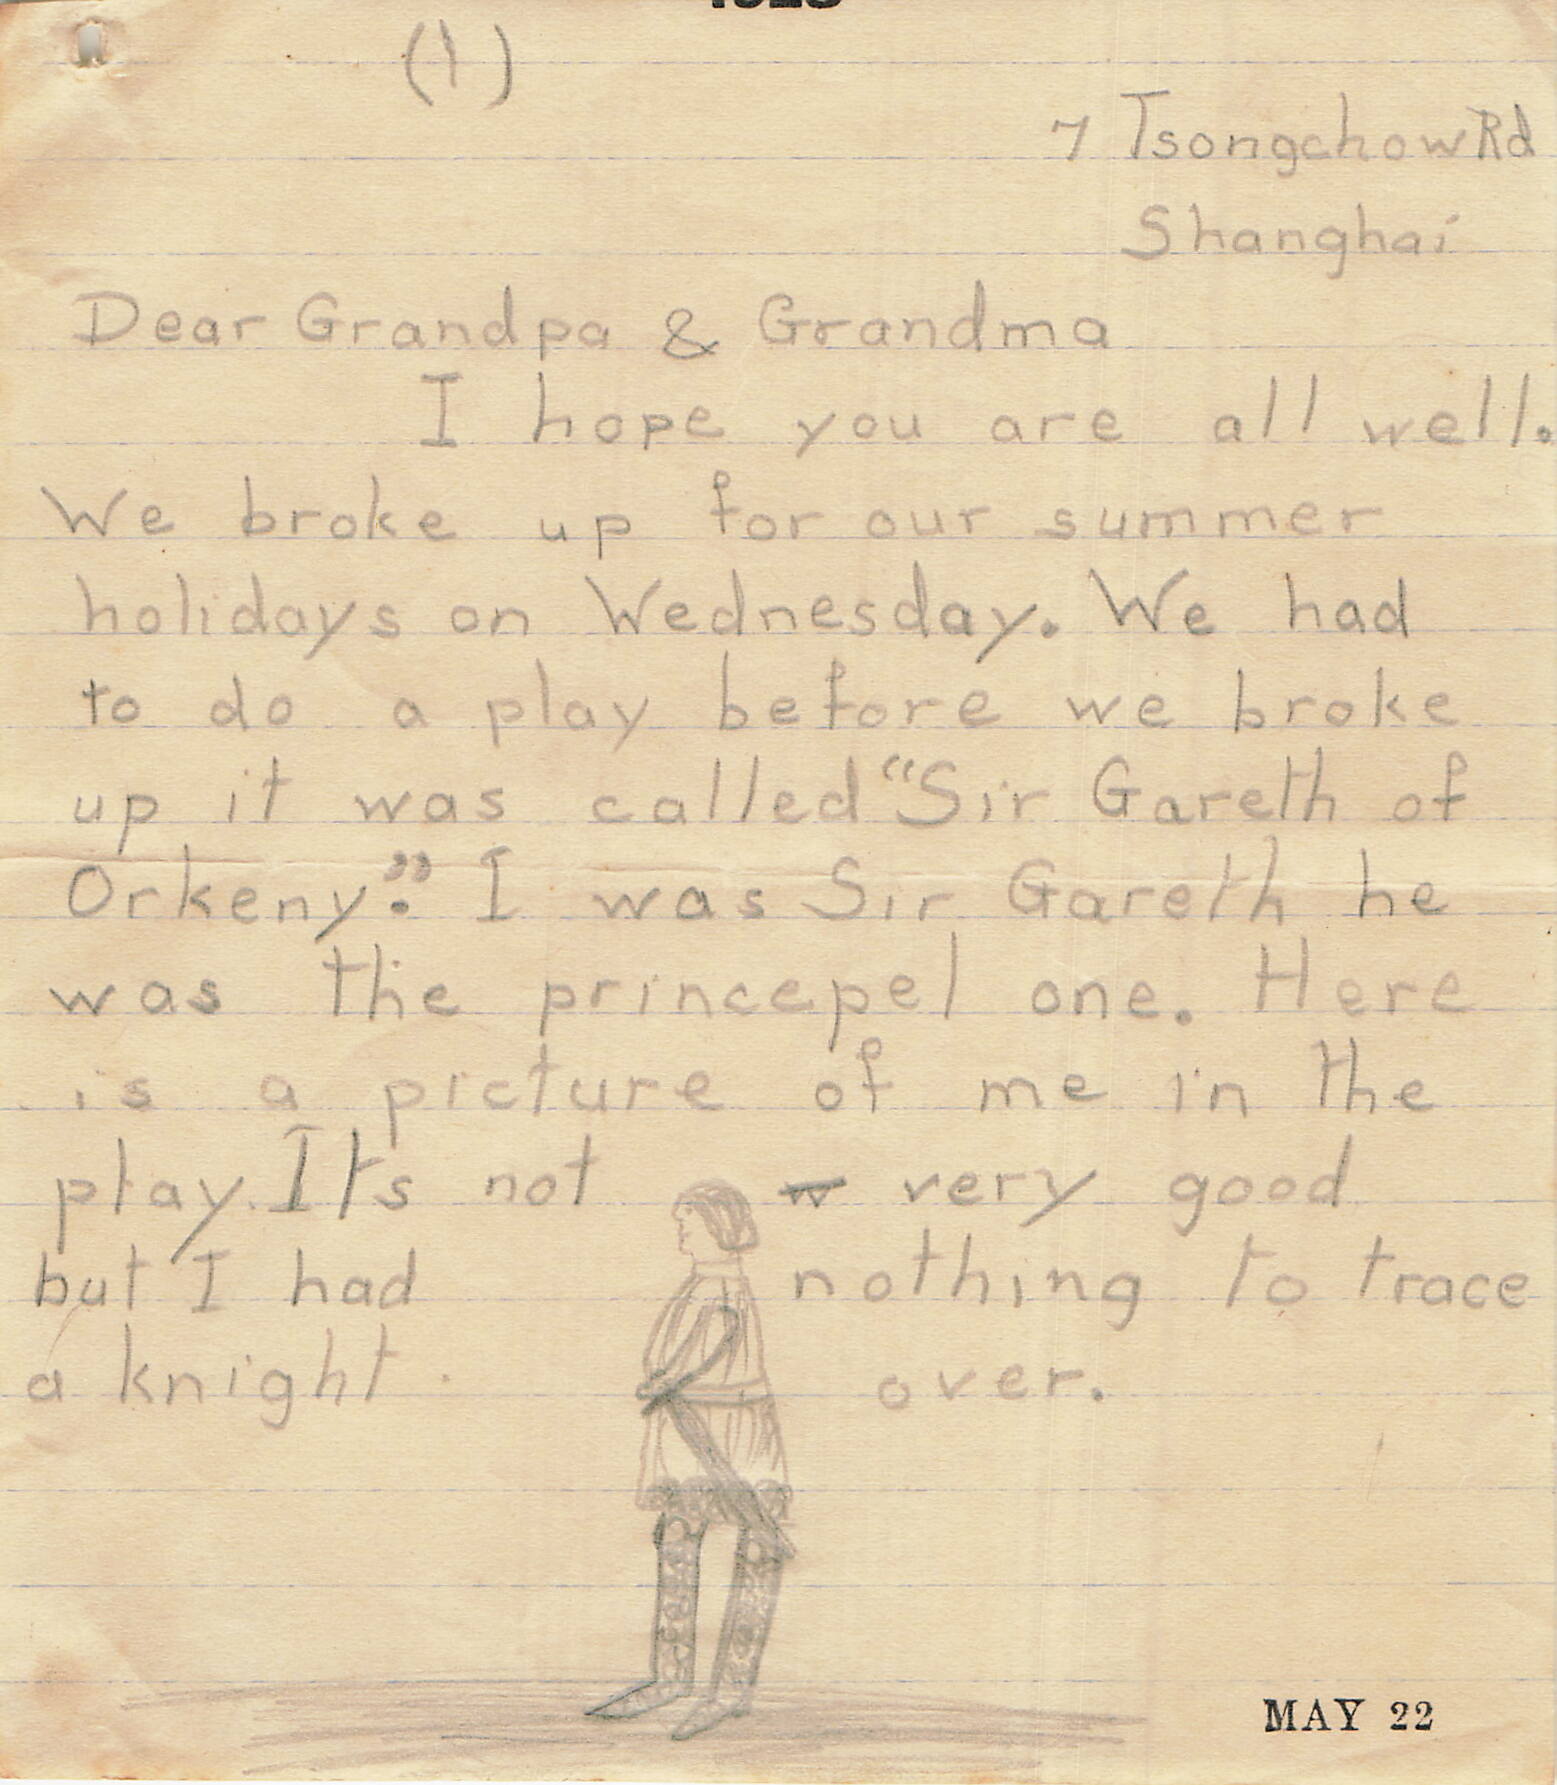 (1)
7 Tsongchow Rd
Shanghai
Dear Grandpa & Grandma
I hope you are all well.
We broke up for our summer
holidays on Wednesday. We had
to do a play before we broke
up it was called "Sir Gareth of
Orkeny." I was Sir Gareth he
was the princepel one. Here
is a picture of me in the
play. Its not very good
but I had nothing to trace
a knight over.
MAY 22